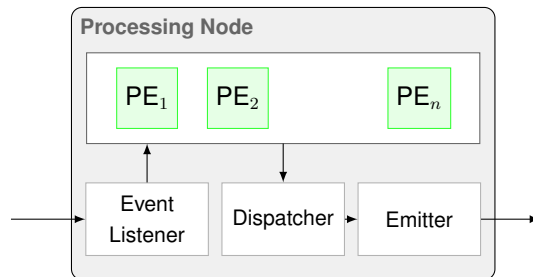 Processing Node
PE₁ PE₂ PEₙ
Event
Listener
Dispatcher
Emitter